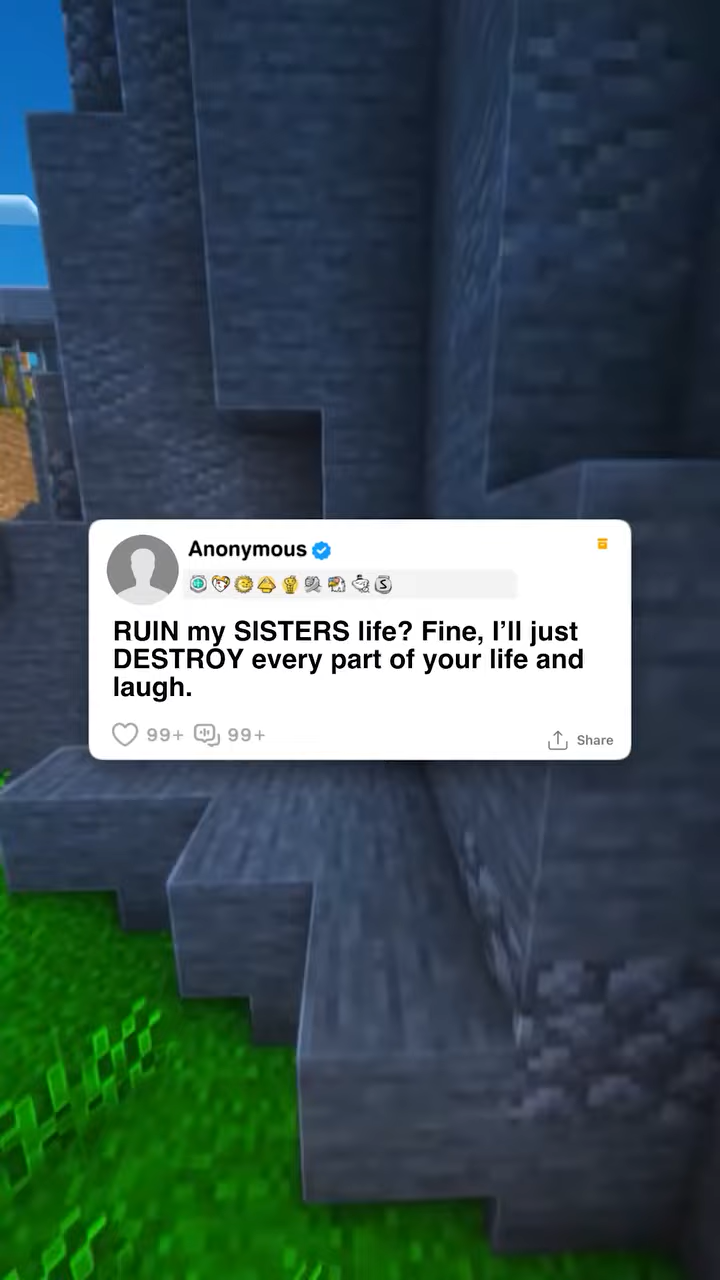 Anonymous
RUIN my SISTERS life? Fine, I’ll just
DESTROY every part of your life and
laugh.
99+ 99+
Share